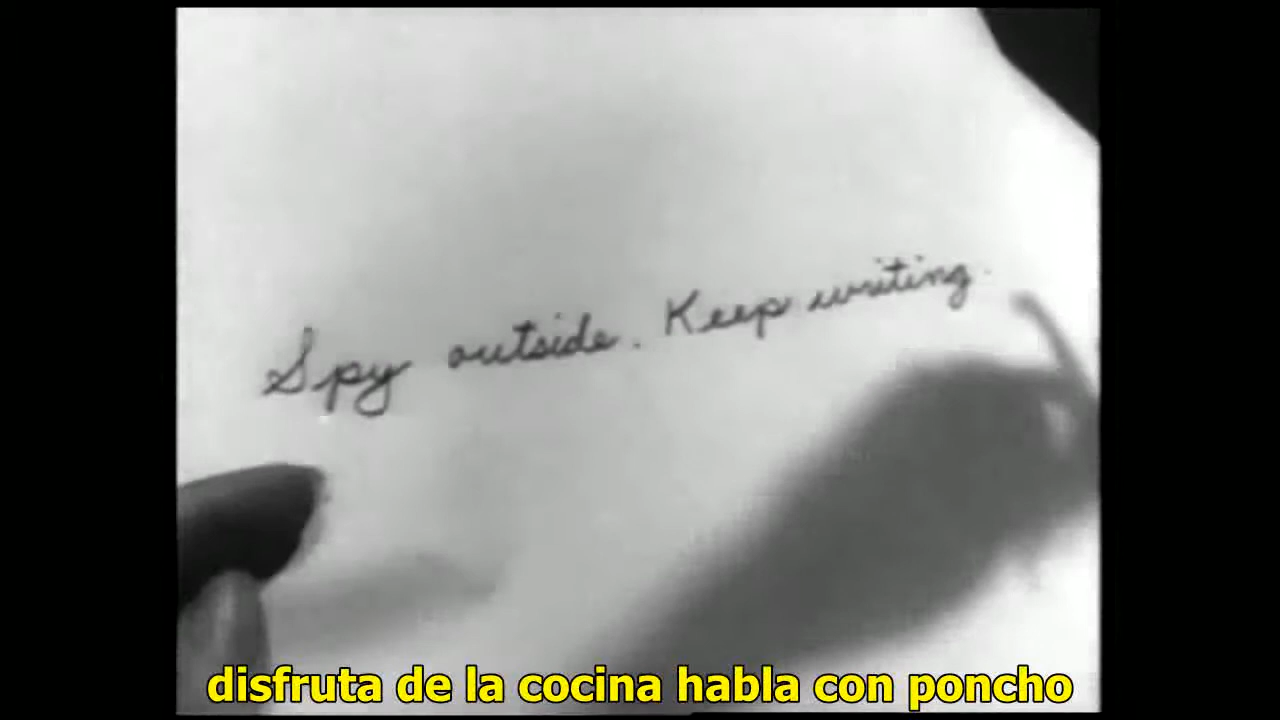 Spy outside. Keep writing.
disfruta de la cocina habla con poncho